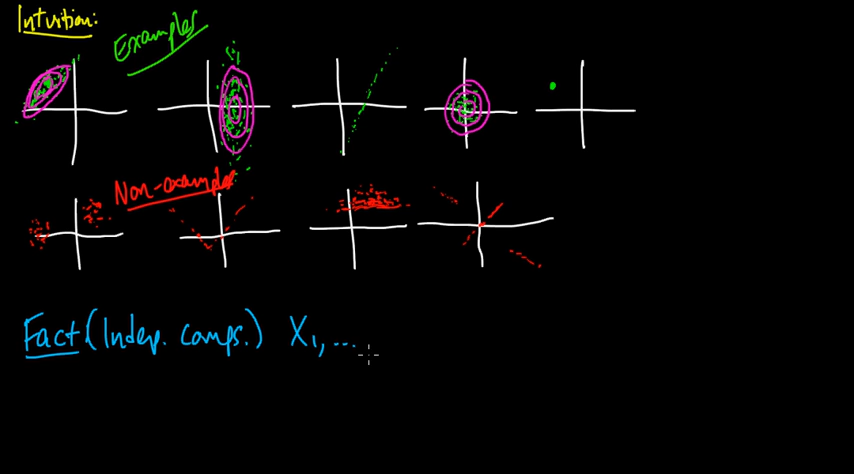 Intuition:
Examples
Non-examples
Fact (Indep. comps.) X₁, ...